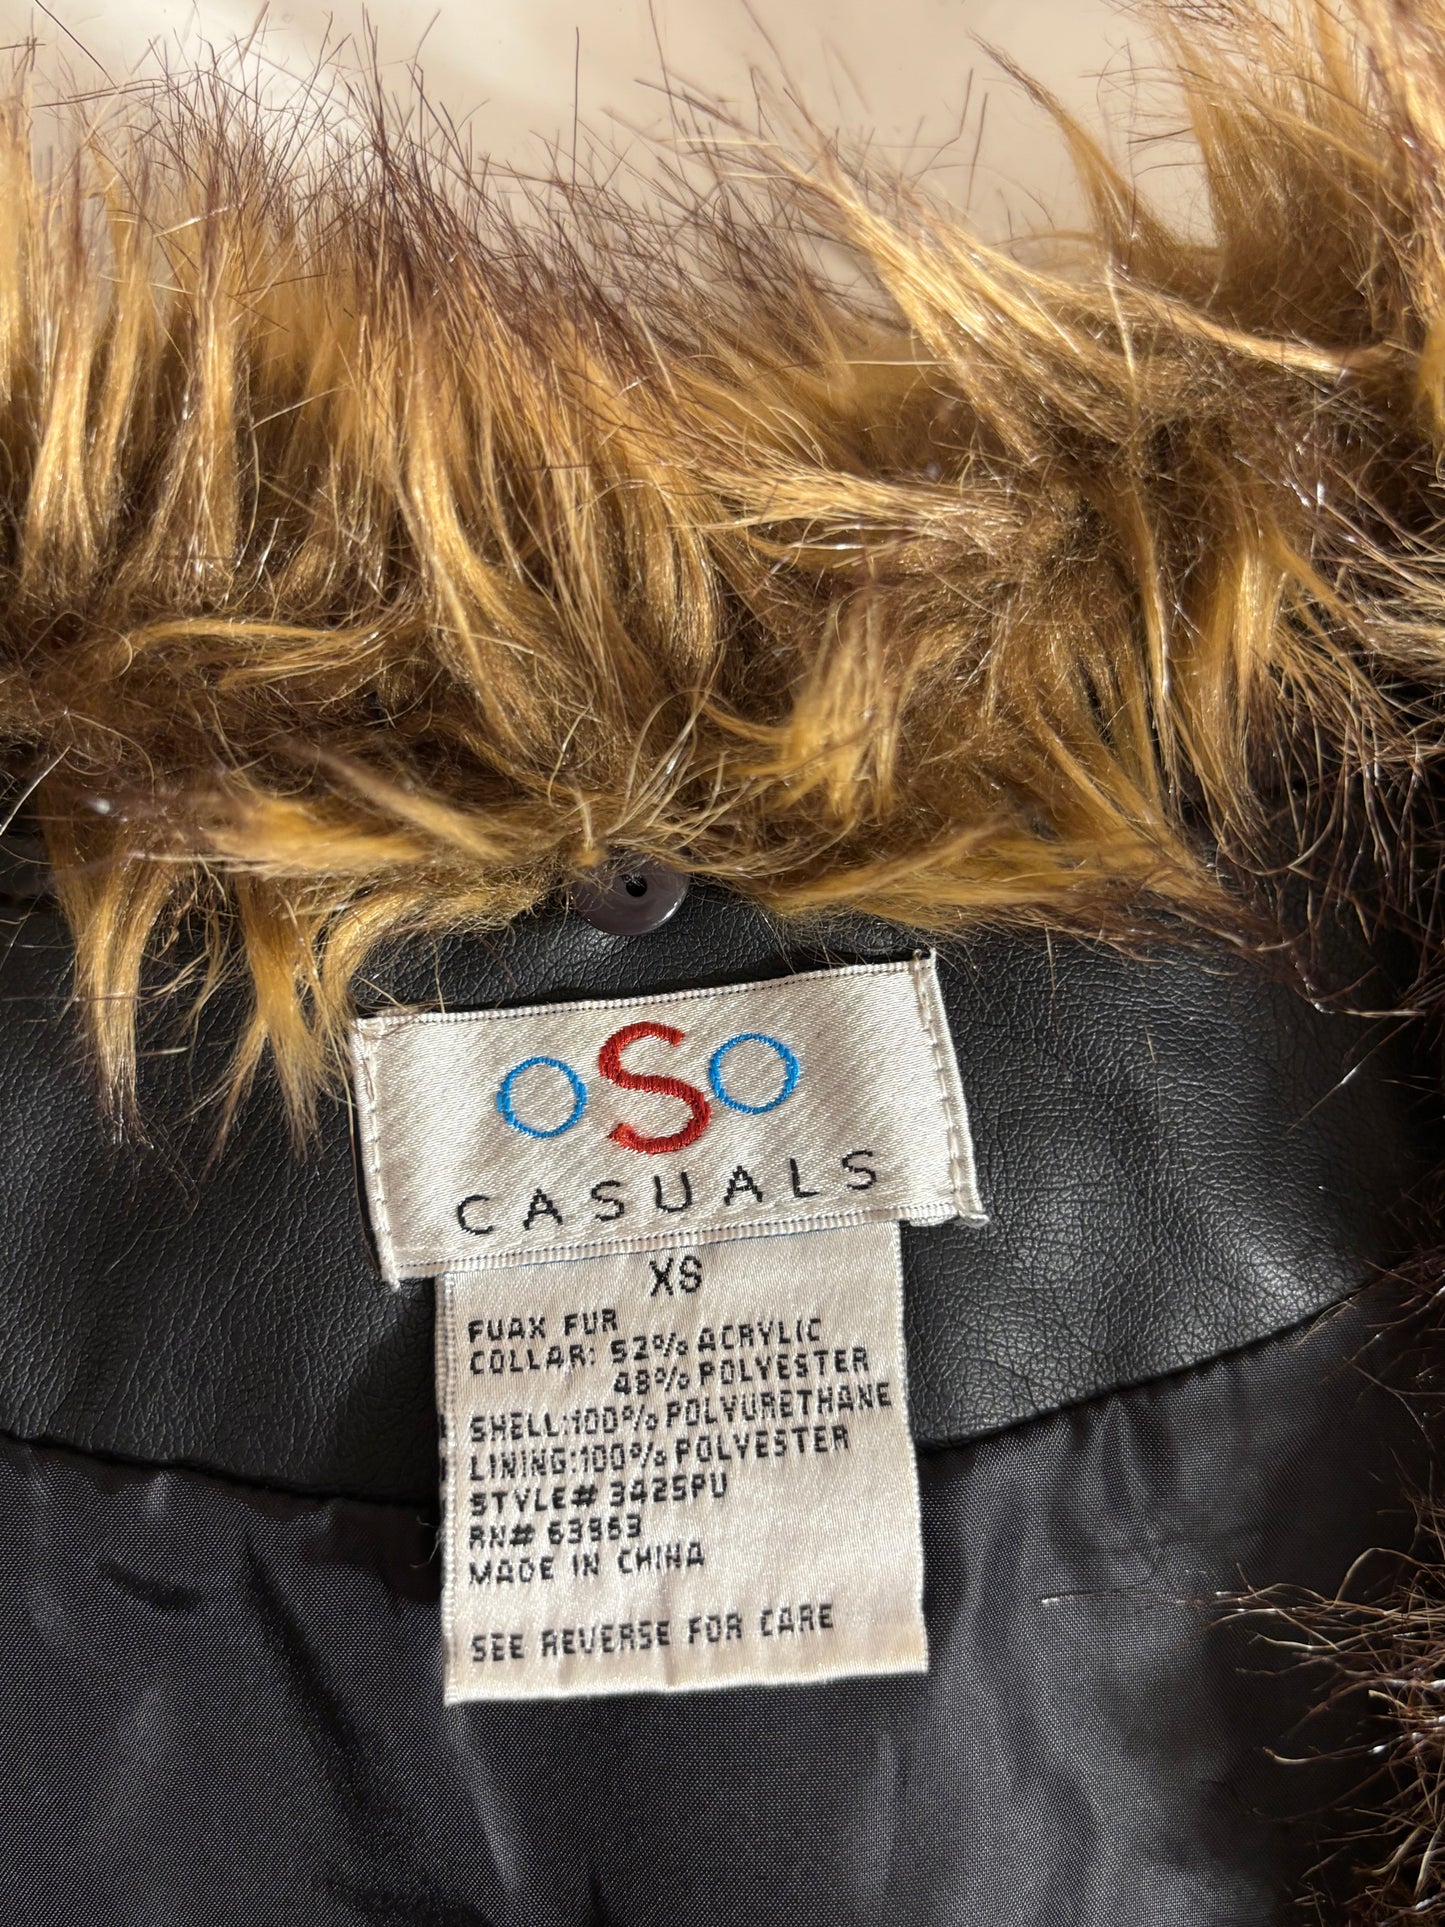 oSo
CASUALS
XS
FUAX FUR
COLLAR: 52% ACRYLIC
48% POLYESTER
SHELL:100% POLYURETHANE
LINING:100% POLYESTER
STYLE# 342SPU
RN# 63963
MADE IN CHINA
SEE REVERSE FOR CARE